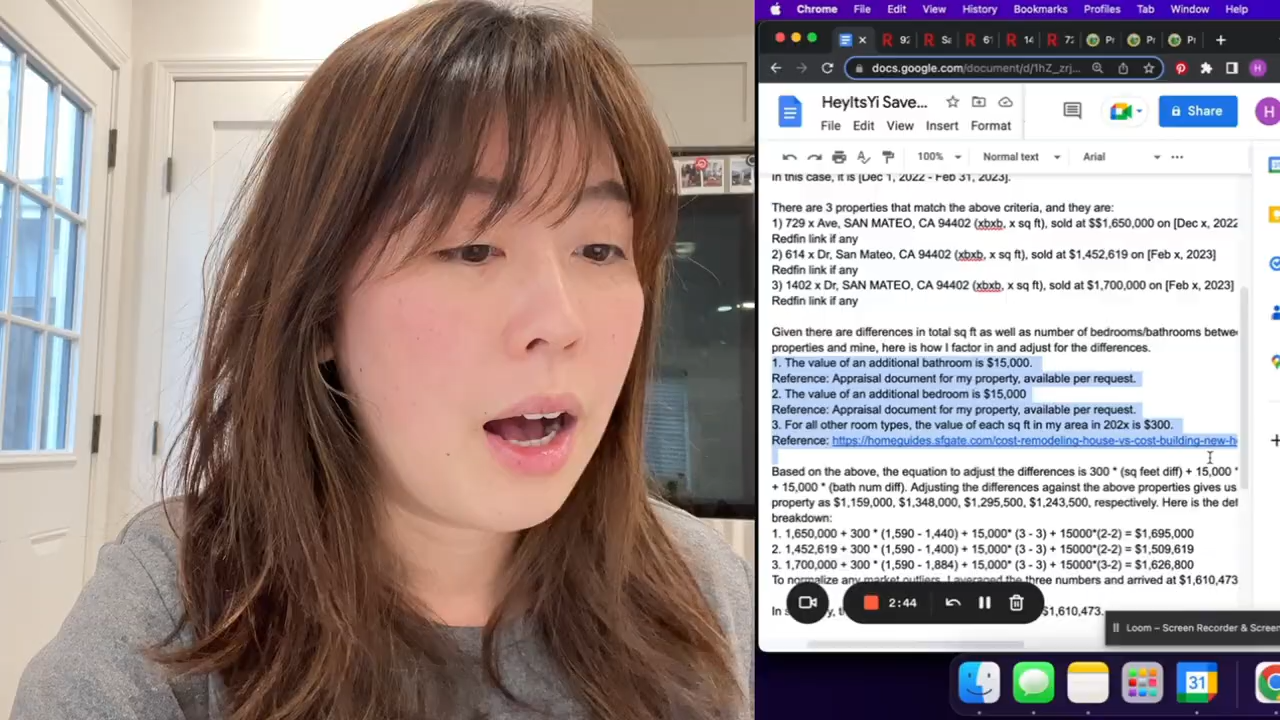 Chrome File Edit View History Bookmarks Profiles Tab Window Help
92 Sa 61 14 72 Pr Pr Pr
docs.google.com/document/d/1hZ_zrj...
HeyItsYi Save...
File Edit View Insert Format
Share
H
100% Normal text Arial
In this case, it is [Dec 1, 2022 - Feb 31, 2023].
There are 3 properties that match the above criteria, and they are:
1) 729 x Ave, SAN MATEO, CA 94402 (xbxb, x sq ft), sold at $$1,650,000 on [Dec x, 2022
Redfin link if any
2) 614 x Dr, San Mateo, CA 94402 (xbxb, x sq ft), sold at $1,452,619 on [Feb x, 2023]
Redfin link if any
3) 1402 x Dr, SAN MATEO, CA 94402 (xbxb, x sq ft), sold at $1,700,000 on [Feb x, 2023]
Redfin link if any
Given there are differences in total sq ft as well as number of bedrooms/bathrooms betwe
properties and mine, here is how I factor in and adjust for the differences.
1. The value of an additional bathroom is $15,000.
Reference: Appraisal document for my property, available per request.
2. The value of an additional bedroom is $15,000
Reference: Appraisal document for my property, available per request.
3. For all other room types, the value of each sq ft in my area in 202x is $300.
Reference: https://homeguides.sfgate.com/cost-remodeling-house-vs-cost-building-new-h
Based on the above, the equation to adjust the differences is 300 * (sq feet diff) + 15,000 *
+ 15,000 * (bath num diff). Adjusting the differences against the above properties gives us
property as $1,159,000, $1,348,000, $1,295,500, $1,243,500, respectively. Here is the det
breakdown:
1. 1,650,000 + 300 * (1,590 - 1,440) + 15,000* (3 - 3) + 15000*(2-2) = $1,695,000
2. 1,452,619 + 300 * (1,590 - 1,400) + 15,000* (3 - 3) + 15000*(2-2) = $1,509,619
3. 1,700,000 + 300 * (1,590 - 1,884) + 15,000* (3 - 3) + 15000*(3-2) = $1,626,800
To normalize any market outliers, I averaged the three numbers and arrived at $1,610,473
In $1,610,473.
2:44
Loom – Screen Recorder & Screen
31